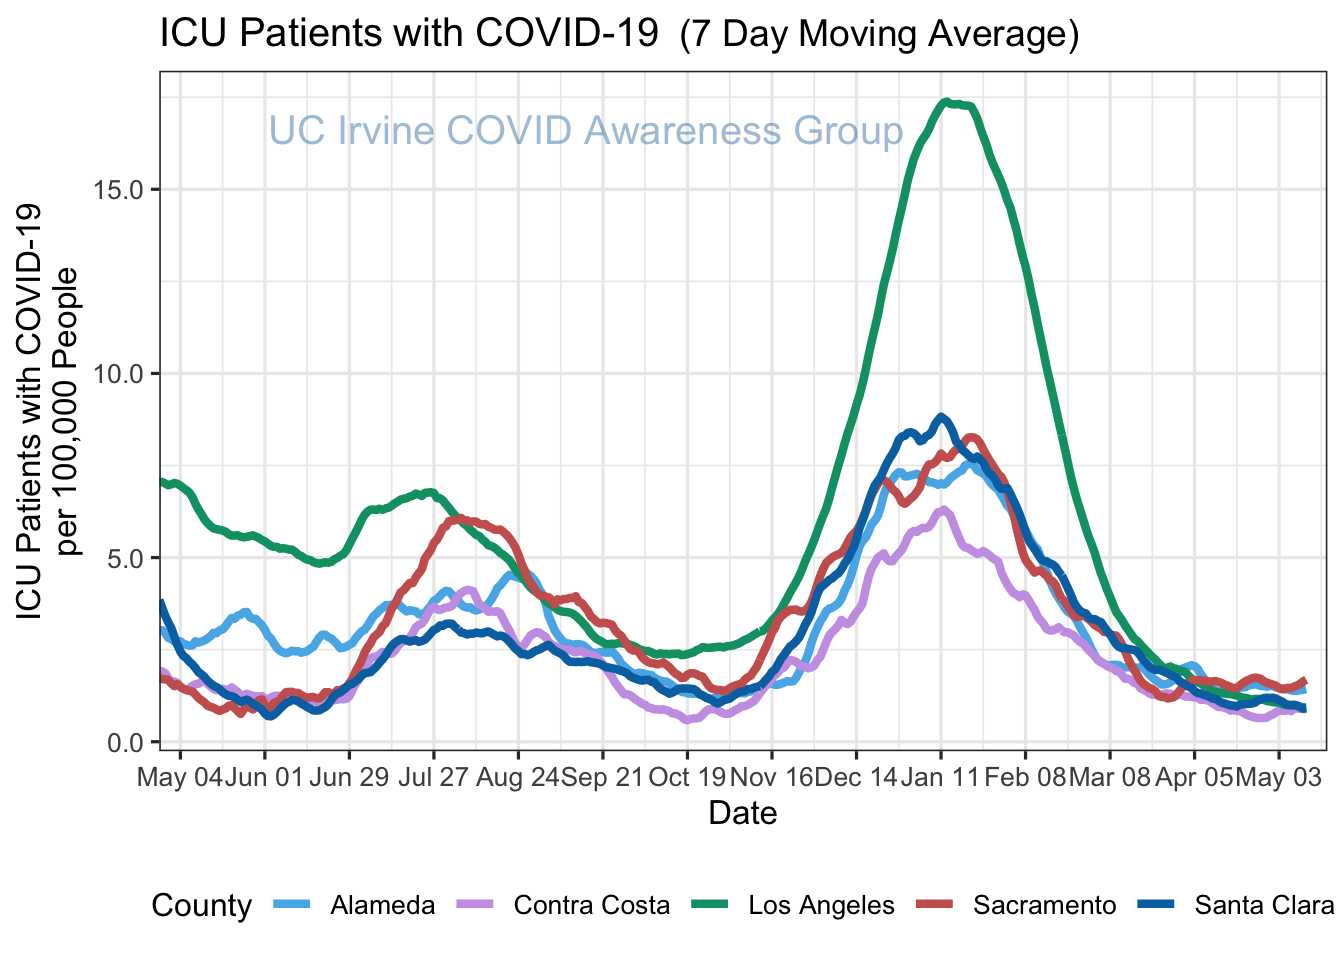 ICU Patients with COVID-19 (7 Day Moving Average)
UC Irvine COVID Awareness Group
ICU Patients with COVID-19
per 100,000 People
15.0
10.0
5.0
0.0
May 04 Jun 01 Jun 29 Jul 27 Aug 24 Sep 21 Oct 19 Nov 16 Dec 14 Jan 11 Feb 08 Mar 08 Apr 05 May 03
Date
County Alameda Contra Costa Los Angeles Sacramento Santa Clara